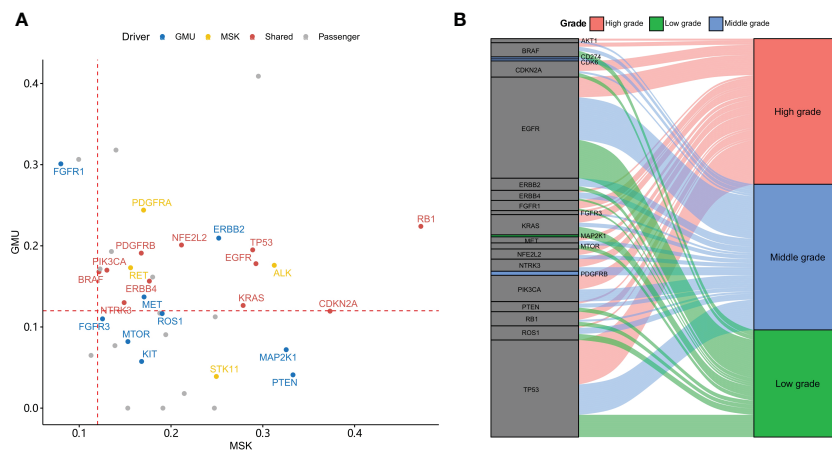 A
Driver GMU MSK Shared Passenger
0.4
0.3
0.2
0.1
0.0
GMU
FGFR1
PDGFRA
RB1
ERBB2
NFE2L2
TP53
PDGFRB
EGFR
PIK3CA
RET
ALK
BRAF
ERBB4
MET
NTRK3
KRAS
CDKN2A
ROS1
FGFR3
MTOR
KIT
MAP2K1
STK11
PTEN
0.1 0.2 0.3 0.4
MSK
B
Grade High grade Low grade Middle grade
AKT1
BRAF
CD274
CDK6
CDKN2A
EGFR
ERBB2
ERBB4
FGFR1
FGFR3
KRAS
MAP2K1
MET
MTOR
NFE2L2
NTRK3
PDGFRB
PIK3CA
PTEN
RB1
ROS1
TP53
High grade
Middle grade
Low grade